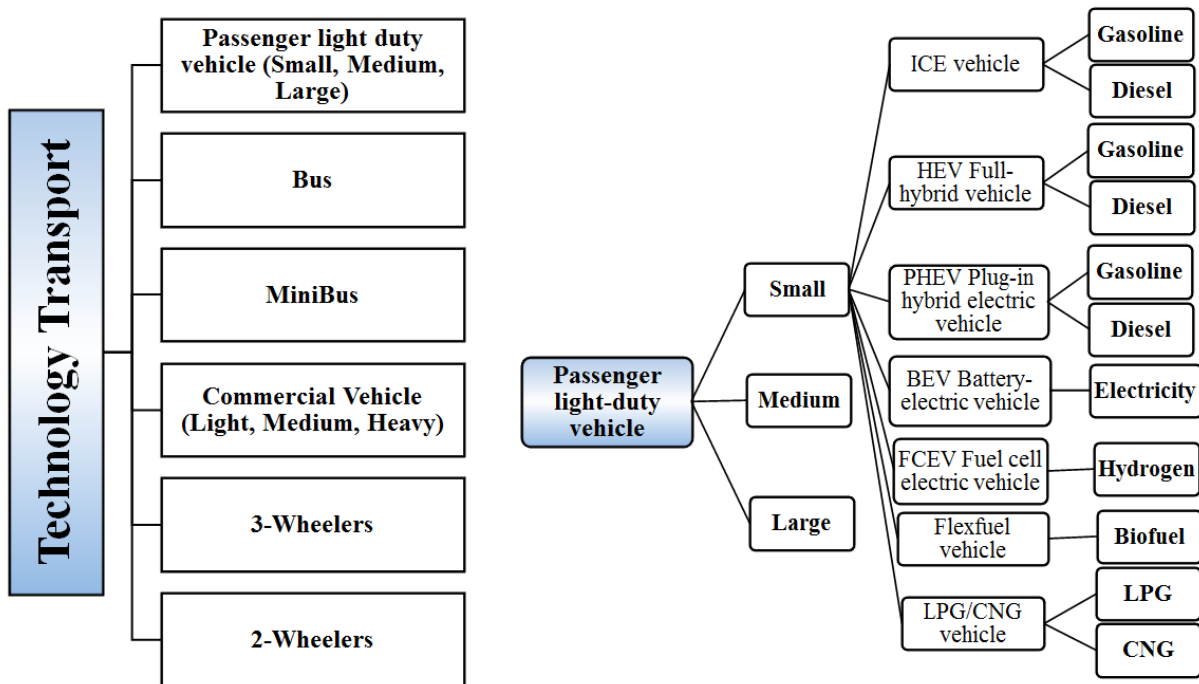 Technology Transport
Passenger light duty
vehicle (Small, Medium,
Large)
Bus
MiniBus
Commercial Vehicle
(Light, Medium, Heavy)
3-Wheelers
2-Wheelers
Passenger
light-duty
vehicle
Small
Medium
Large
ICE vehicle
Gasoline
Diesel
HEV Full-
hybrid vehicle
Gasoline
Diesel
PHEV Plug-in
hybrid electric
vehicle
Gasoline
Diesel
BEV Battery-
electric vehicle
Electricity
FCEV Fuel cell
electric vehicle
Hydrogen
Flexfuel
vehicle
Biofuel
LPG/CNG
vehicle
LPG
CNG